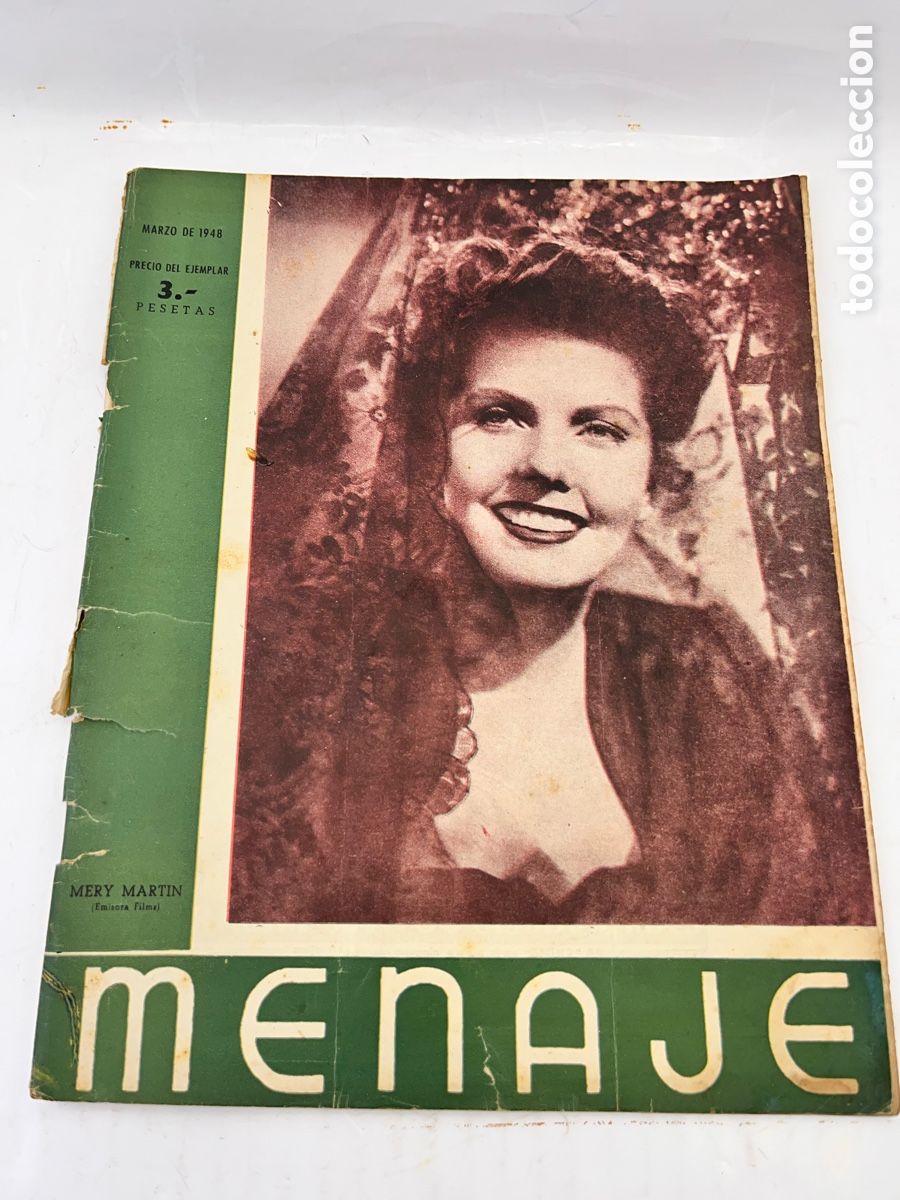 MARZO DE 1948
PRECIO DEL EJEMPLAR
3.-
PESETAS
MERY MARTIN
(Emisora Films)
MENAJE
todocoleccion